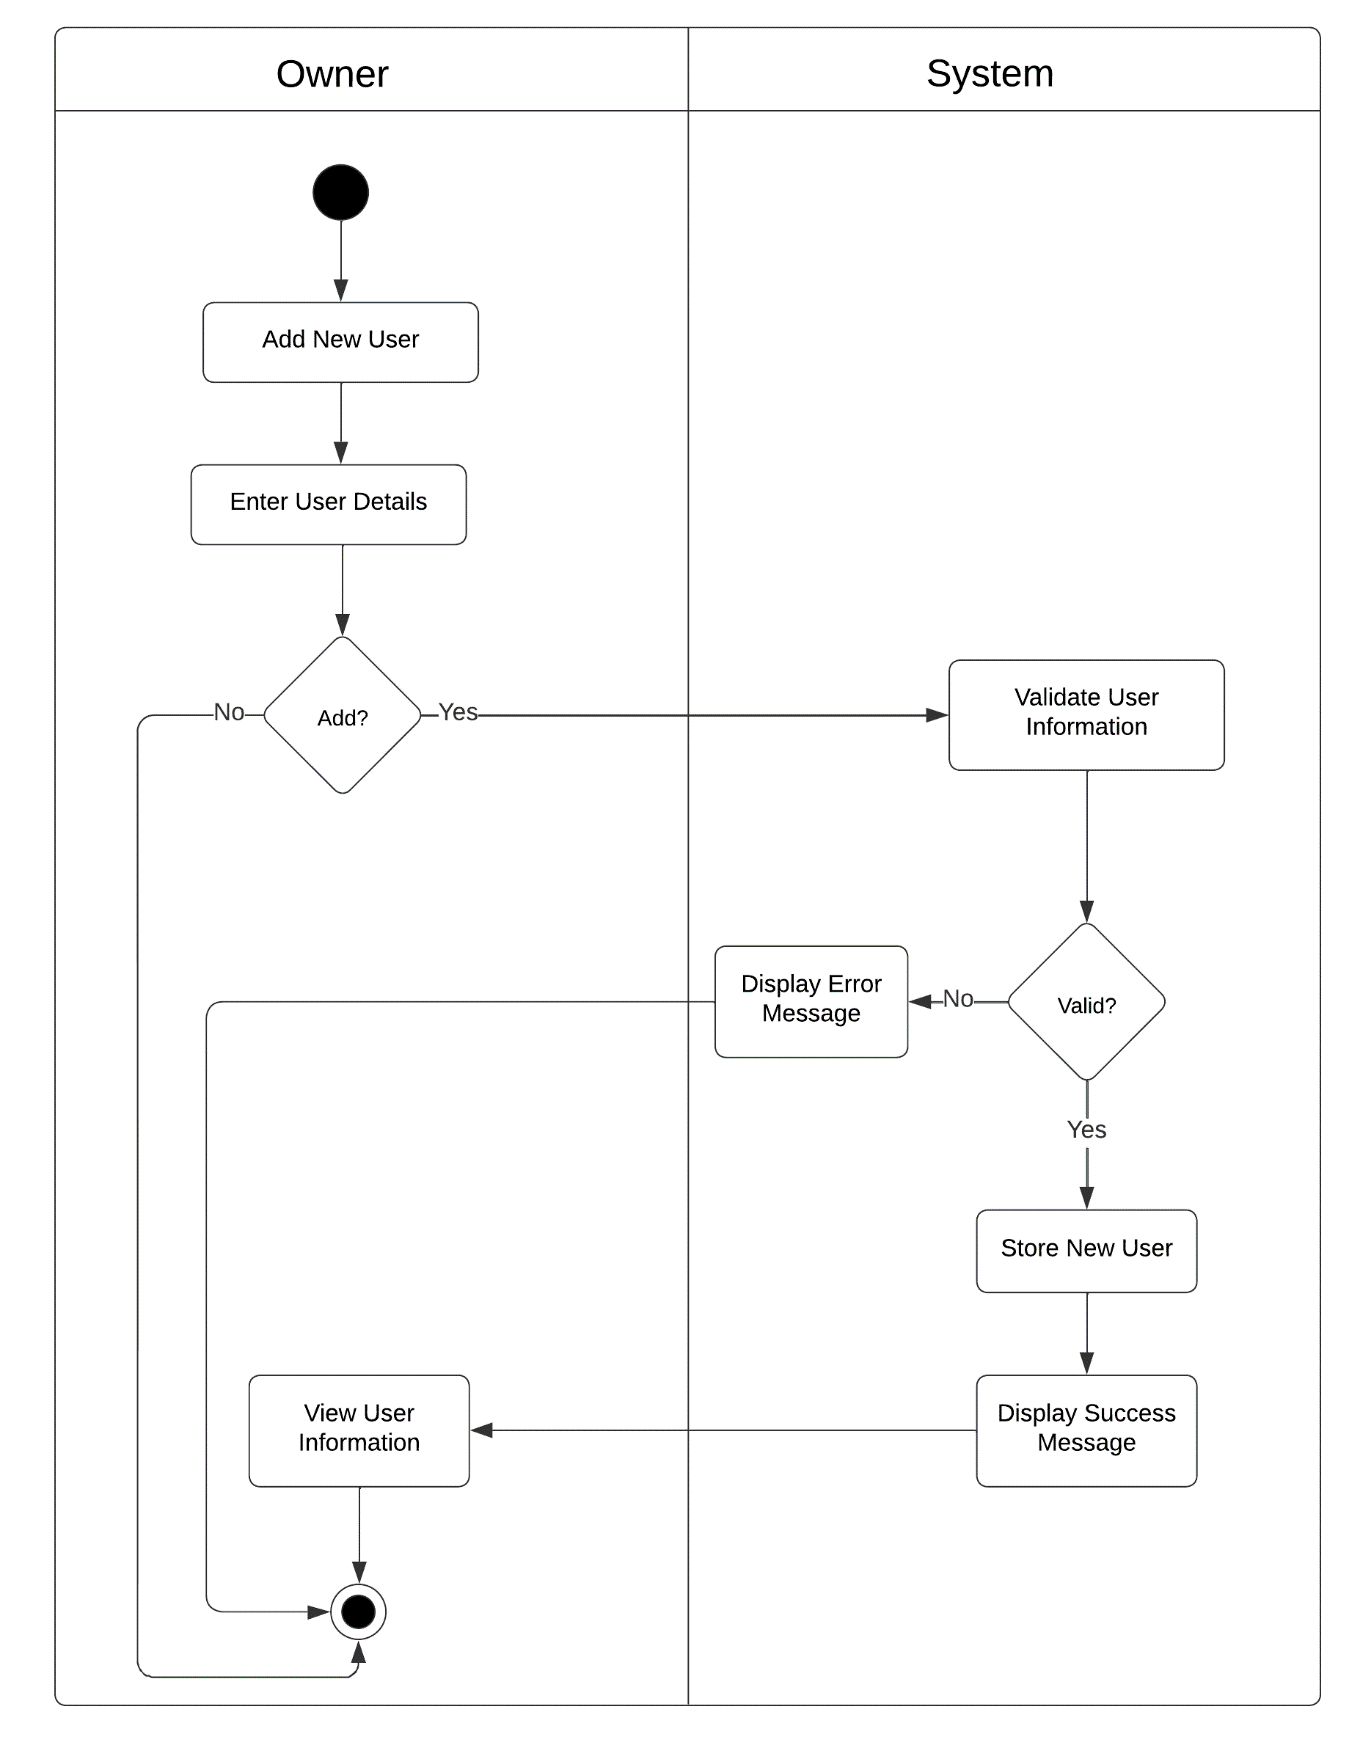 Owner
System
Add New User
Enter User Details
No
Add?
Yes
Validate User
Information
Display Error
Message
No
Valid?
Yes
Store New User
View User
Information
Display Success
Message